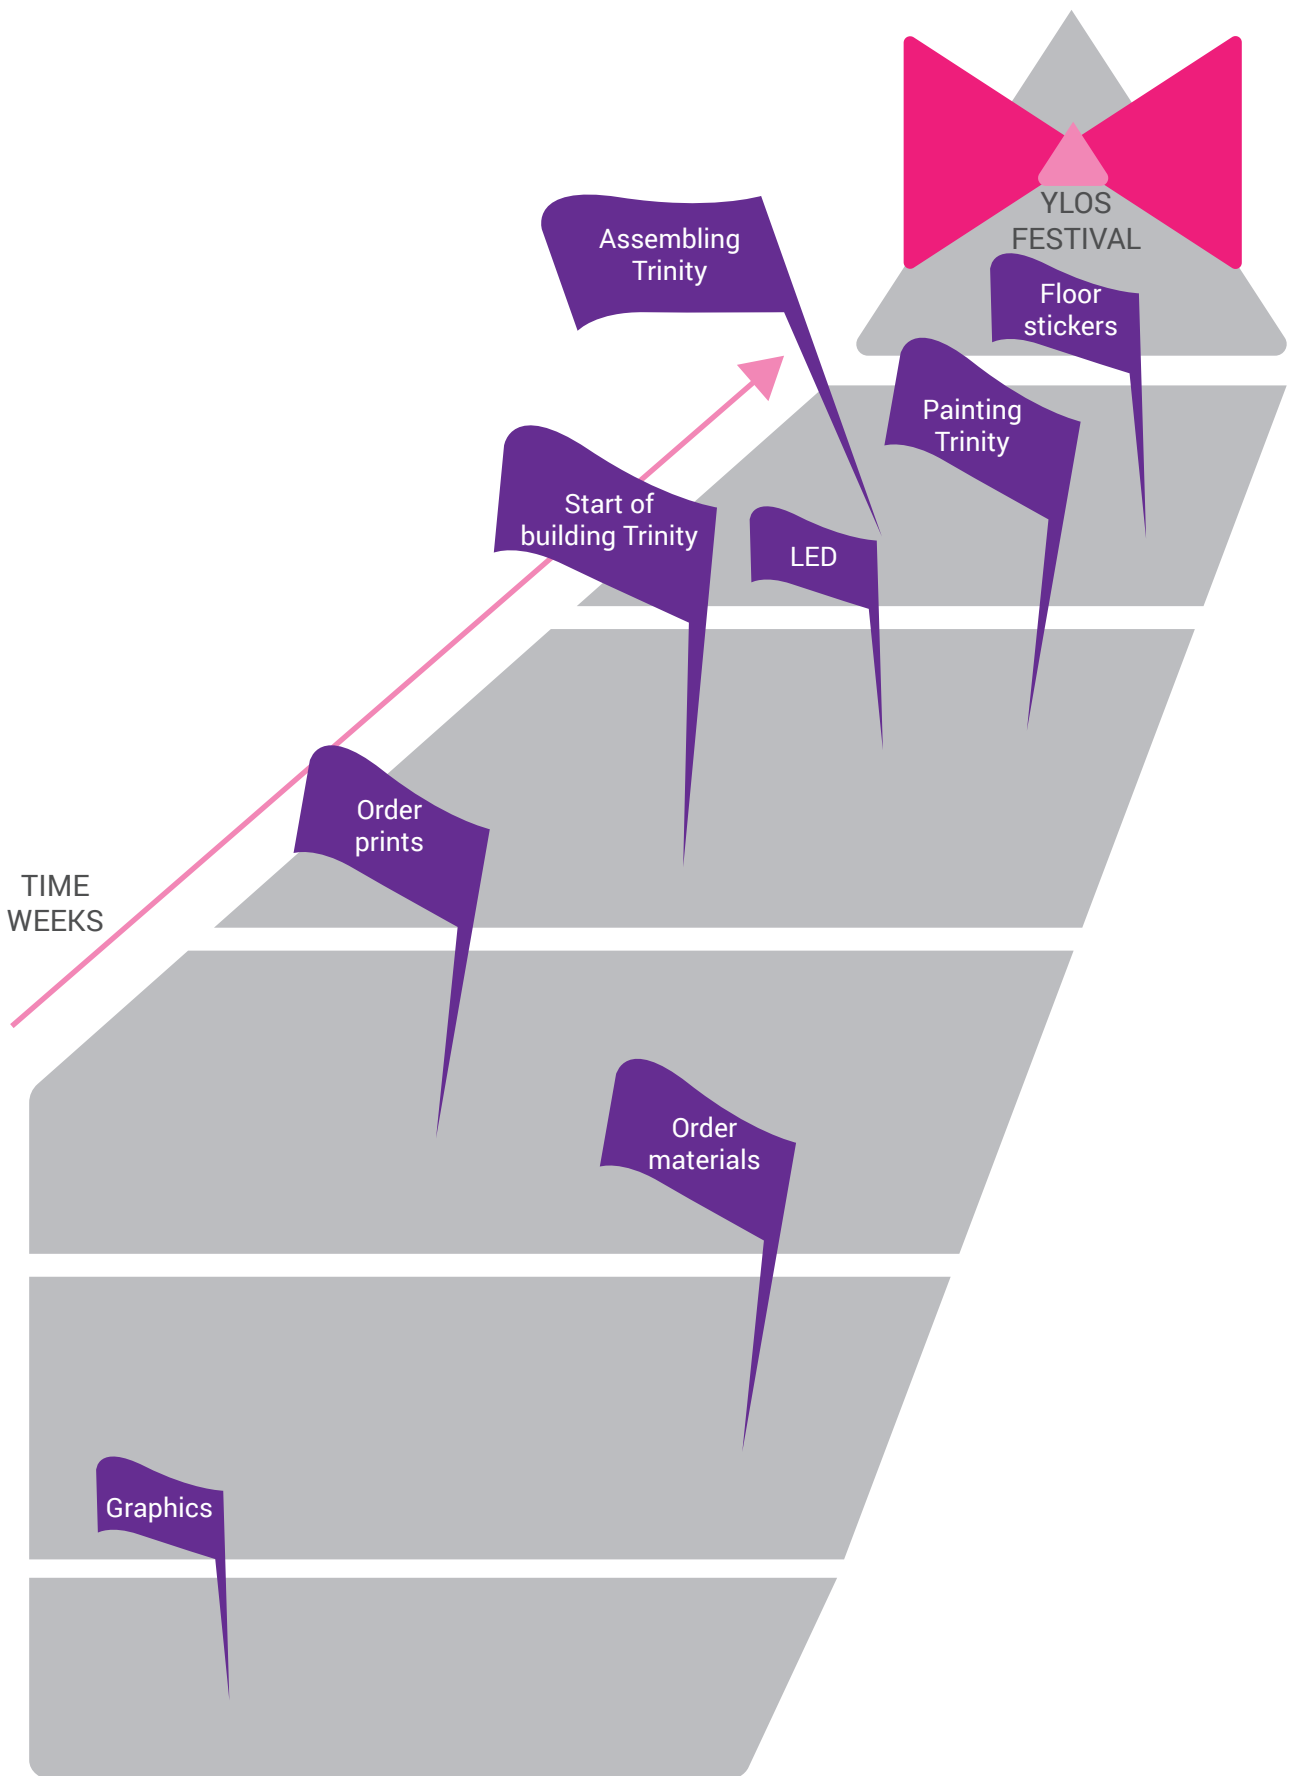 YLOS
FESTIVAL
Assembling
Trinity
Floor
stickers
Painting
Trinity
Start of
building Trinity
LED
Order
prints
TIME
WEEKS
Order
materials
Graphics